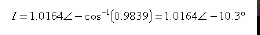 I = 1.0164∠ − cos⁻¹(0.9839) = 1.0164∠ − 10.3°